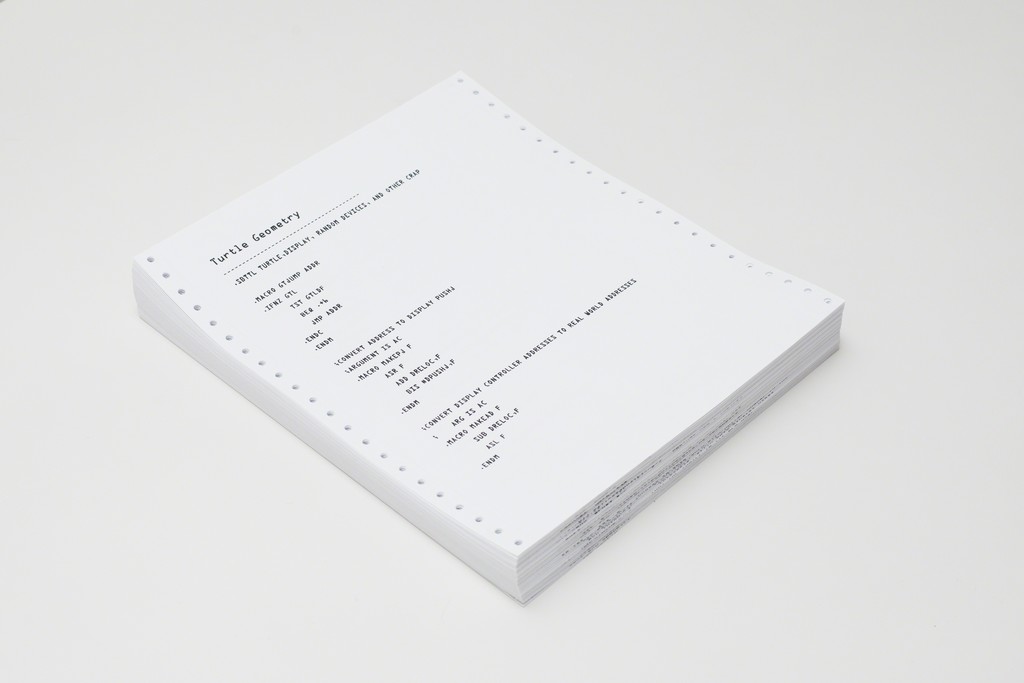 Turtle Geometry
--------------------------------
.SBTTL TURTLE,DISPLAY, RANDOM DEVICES, AND OTHER CRAP
.MACRO GTJUMP ADDR
.IFNZ GTL
TST GTLBF
BEQ .+6
JMP ADDR
.ENDC
.ENDM
;CONVERT ADDRESS TO DISPLAY PUSHJ
;ARGUMENT IS AC
.MACRO MAKEPJ F
ASR F
ADD DRELOC,F
BIS #DPUSHJ,F
.ENDM
;CONVERT DISPLAY CONTROLLER ADDRESSES TO REAL WORLD ADDRESSES
; ARG IS AC
.MACRO MAKEAD F
SUB DRELOC,F
ASL F
.ENDM